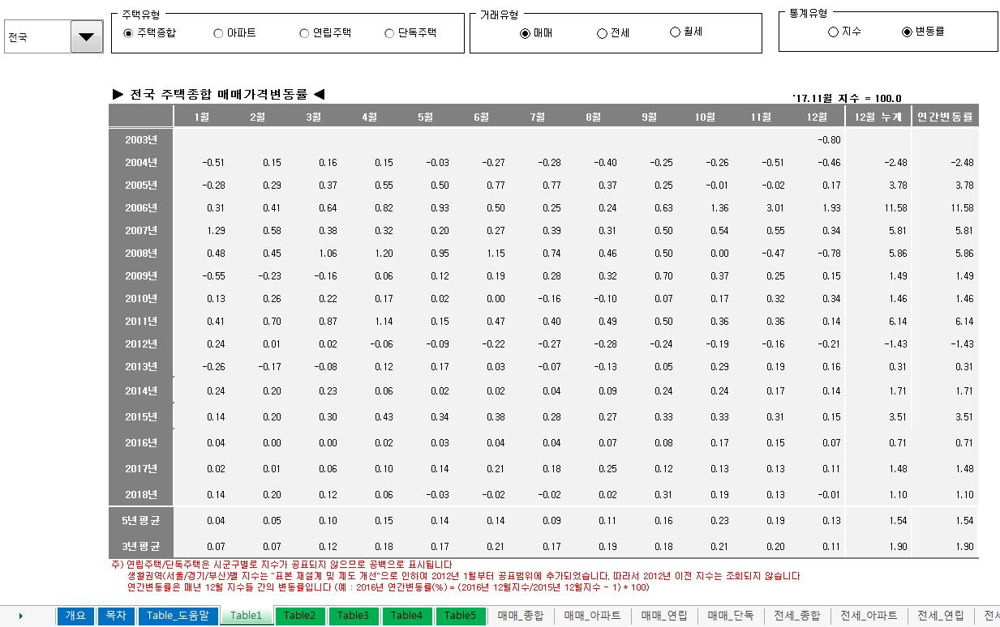 전국
주택유형
주택종합 아파트 연립주택 단독주택
거래유형
매매 전세 월세
통계유형
지수 변동률
▶ 전국 주택종합 매매가격변동률 ◀
'17.11월 지수 = 100.0
1월 2월 3월 4월 5월 6월 7월 8월 9월 10월 11월 12월 12월 누계 연간변동률
2003년 -0.80
2004년 -0.51 0.15 0.16 0.15 -0.03 -0.27 -0.28 -0.40 -0.25 -0.26 -0.51 -0.46 -2.48 -2.48
2005년 -0.28 0.29 0.37 0.55 0.50 0.77 0.77 0.37 0.25 -0.01 -0.02 0.17 3.78 3.78
2006년 0.31 0.41 0.64 0.82 0.93 0.50 0.25 0.24 0.63 1.36 3.01 1.93 11.58 11.58
2007년 1.29 0.58 0.38 0.32 0.20 0.27 0.39 0.31 0.50 0.54 0.55 0.34 5.81 5.81
2008년 0.48 0.45 1.06 1.20 0.95 1.15 0.74 0.46 0.50 0.00 -0.47 -0.78 5.86 5.86
2009년 -0.55 -0.23 -0.16 0.06 0.12 0.19 0.28 0.32 0.70 0.37 0.25 0.15 1.49 1.49
2010년 0.13 0.26 0.22 0.17 0.02 0.00 -0.16 -0.10 0.07 0.17 0.32 0.34 1.46 1.46
2011년 0.41 0.70 0.87 1.14 0.15 0.47 0.40 0.49 0.50 0.36 0.36 0.14 6.14 6.14
2012년 0.24 0.01 0.02 -0.06 -0.09 -0.22 -0.27 -0.28 -0.24 -0.19 -0.16 -0.21 -1.43 -1.43
2013년 -0.26 -0.17 -0.08 0.12 0.17 0.03 -0.07 -0.13 0.05 0.29 0.19 0.16 0.31 0.31
2014년 0.24 0.20 0.23 0.06 0.02 0.02 0.04 0.09 0.24 0.24 0.17 0.14 1.71 1.71
2015년 0.14 0.20 0.30 0.43 0.34 0.38 0.28 0.27 0.33 0.33 0.31 0.15 3.51 3.51
2016년 0.04 0.00 0.00 0.02 0.03 0.04 0.04 0.07 0.08 0.17 0.15 0.07 0.71 0.71
2017년 0.02 0.01 0.06 0.10 0.14 0.21 0.18 0.25 0.12 0.13 0.13 0.11 1.48 1.48
2018년 0.14 0.20 0.12 0.06 -0.03 -0.02 -0.02 0.02 0.31 0.19 0.13 -0.01 1.10 1.10
5년평균 0.04 0.05 0.10 0.15 0.14 0.14 0.09 0.11 0.16 0.23 0.19 0.13 1.54 1.54
3년평균 0.07 0.07 0.12 0.18 0.17 0.21 0.17 0.19 0.18 0.21 0.20 0.11 1.90 1.90
주) 연립주택/단독주택은 시군구별로 지수가 공표되지 않으므로 공백으로 표시됩니다
생활권역(서울/경기/부산)별 지수는 "표본 재설계 및 제도 개선"으로 인하여 2012년 1월부터 공표범위에 추가되었습니다. 따라서 2012년 이전 지수는 조회되지 않습니다
연간변동률은 매년 12월 지수들 간의 변동률입니다 (예 : 2016년 연간변동률(%) = (2016년 12월지수/2015년 12월지수 - 1) * 100)
개요 목차 Table_도움말 Table1 Table2 Table3 Table4 Table5 매매_종합 매매_아파트 매매_연립 매매_단독 전세_종합 전세_아파트 전세_연립 전세